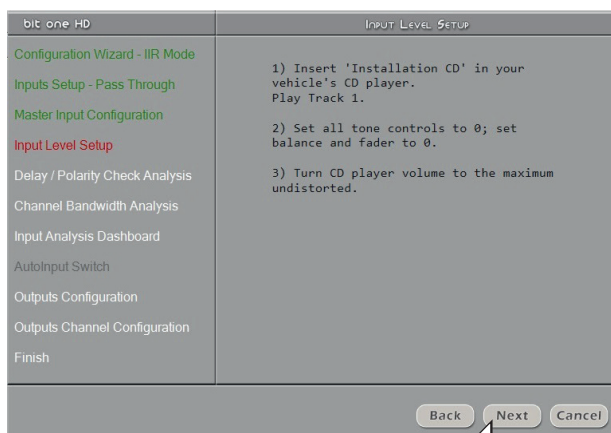 bit one HD
Input Level Setup
Configuration Wizard - IIR Mode
Inputs Setup - Pass Through
Master Input Configuration
Input Level Setup
Delay / Polarity Check Analysis
Channel Bandwidth Analysis
Input Analysis Dashboard
AutoInput Switch
Outputs Configuration
Outputs Channel Configuration
Finish
1) Insert 'Installation CD' in your
vehicle's CD player.
Play Track 1.
2) Set all tone controls to 0; set
balance and fader to 0.
3) Turn CD player volume to the maximum
undistorted.
Back
Next
Cancel